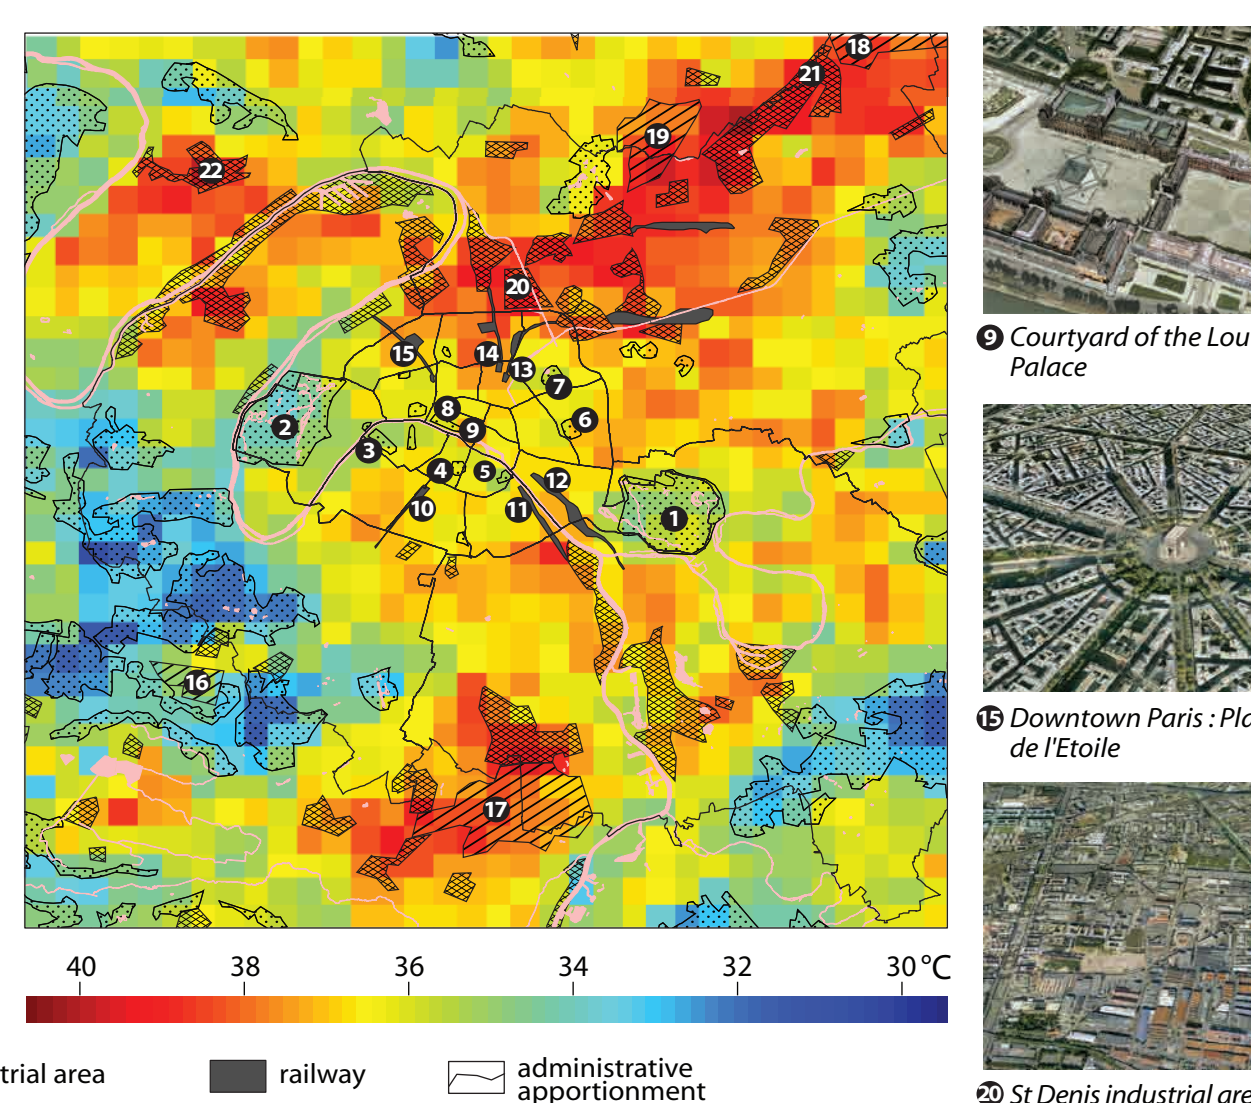 18
21
19
22
20
15
14
13
7
8
6
2
9
3
4
5
12
10
11
1
16
17
40 38 36 34 32 30 °C
trial area
railway
administrative
apportionment
9 Courtyard of the Lou
Palace
15 Downtown Paris : Pla
de l'Etoile
20 St Denis industrial are